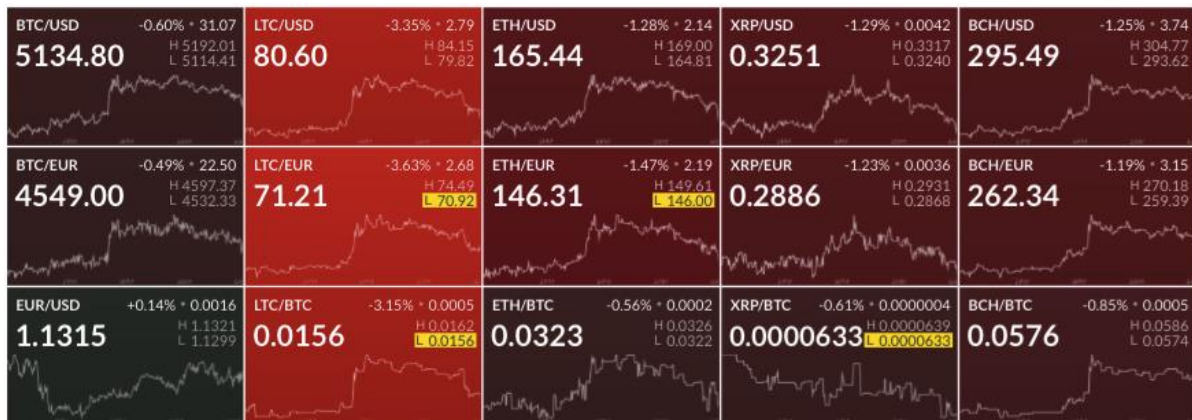 BTC/USD -0.60% • 31.07
5134.80 H 5192.01
L 5114.41
LTC/USD -3.35% • 2.79
80.60 H 84.15
L 79.82
ETH/USD -1.28% • 2.14
165.44 H 169.00
L 164.81
XRP/USD -1.29% • 0.0042
0.3251 H 0.3317
L 0.3240
BCH/USD -1.25% • 3.74
295.49 H 304.77
L 293.62
BTC/EUR -0.49% • 22.50
4549.00 H 4597.37
L 4532.33
LTC/EUR -3.63% • 2.68
71.21 H 74.49
L 70.92
ETH/EUR -1.47% • 2.19
146.31 H 149.61
L 146.00
XRP/EUR -1.23% • 0.0036
0.2886 H 0.2931
L 0.2868
BCH/EUR -1.19% • 3.15
262.34 H 270.18
L 259.39
EUR/USD +0.14% • 0.0016
1.1315 H 1.1321
L 1.1299
LTC/BTC -3.15% • 0.0005
0.0156 H 0.0162
L 0.0156
ETH/BTC -0.56% • 0.0002
0.0323 H 0.0326
L 0.0322
XRP/BTC -0.61% • 0.0000004
0.0000633 H 0.0000639
L 0.0000633
BCH/BTC -0.85% • 0.0005
0.0576 H 0.0586
L 0.0574